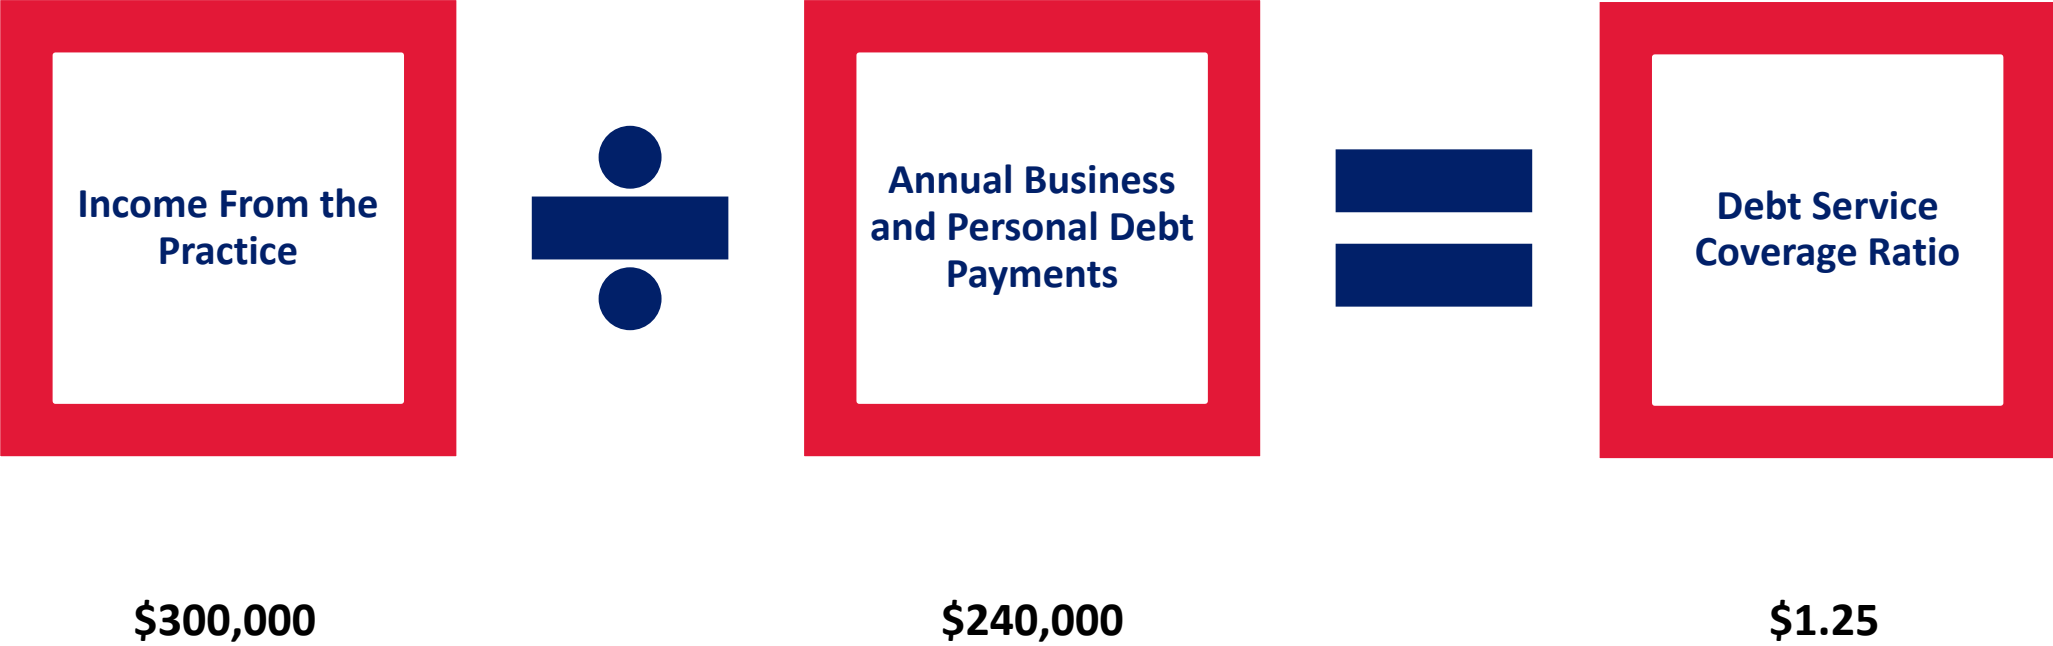 Income From the
Practice
Annual Business
and Personal Debt
Payments
Debt Service
Coverage Ratio
$300,000
$240,000
$1.25